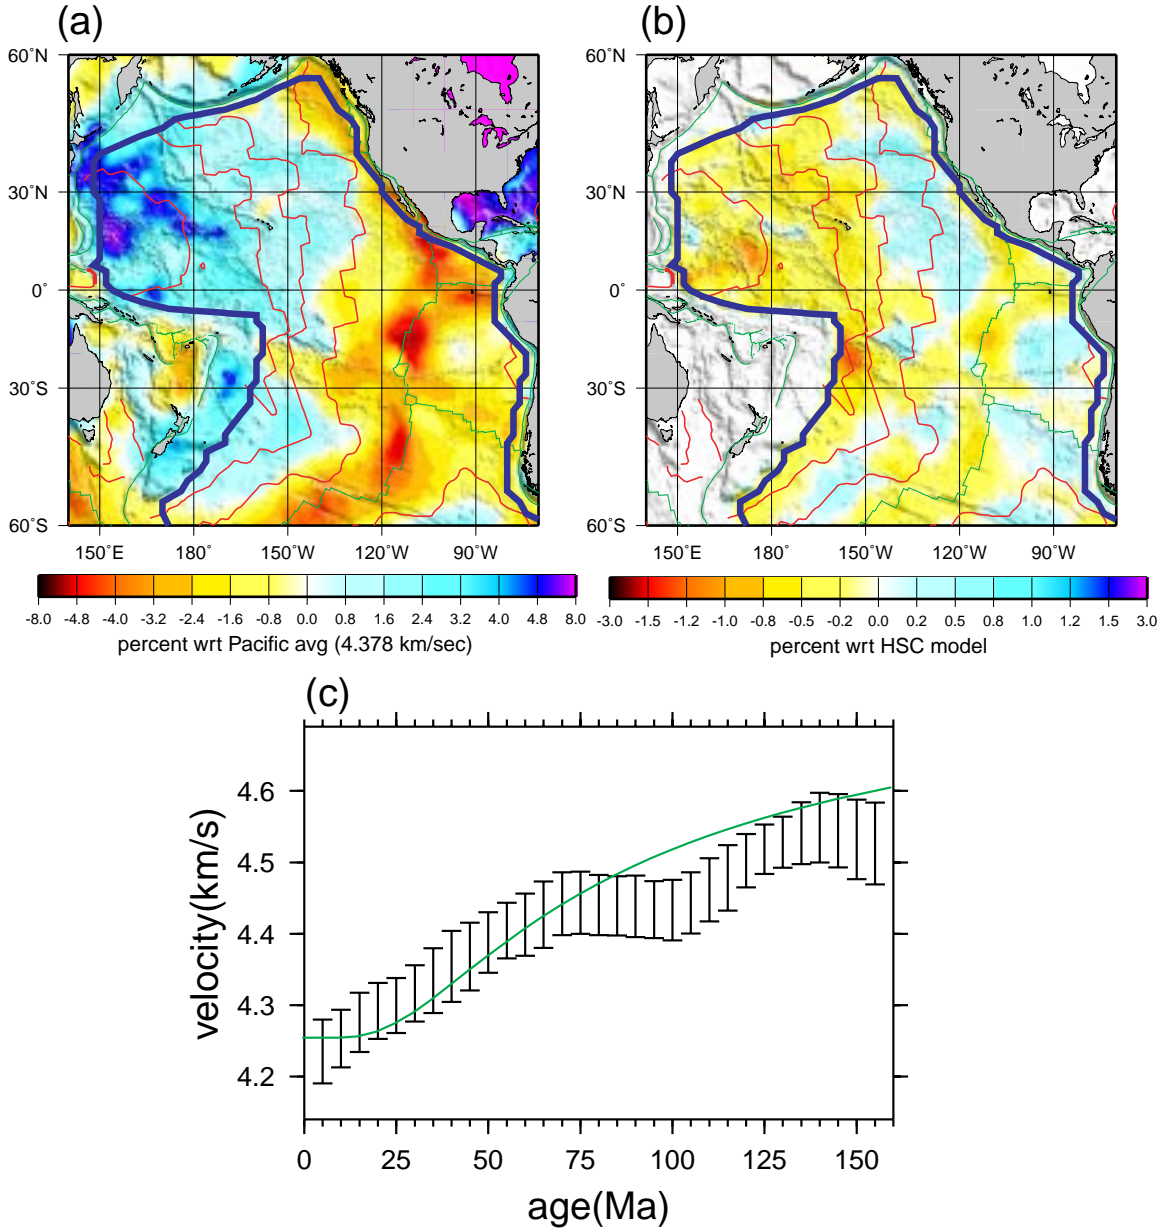 (a) (b)
60°N 60°N
30°N 30°N
0° 0°
30°S 30°S
60°S 60°S
150°E 180° 150°W 120°W 90°W 150°E 180° 150°W 120°W 90°W
-8.0 -4.8 -4.0 -3.2 -2.4 -1.6 -0.8 0.0 0.8 1.6 2.4 3.2 4.0 4.8 8.0 -3.0 -1.5 -1.2 -1.0 -0.8 -0.5 -0.2 0.0 0.2 0.5 0.8 1.0 1.2 1.5 3.0
percent wrt Pacific avg (4.378 km/sec) percent wrt HSC model
(c)
4.6
4.5
4.4
4.3
4.2
velocity(km/s)
0 25 50 75 100 125 150
age(Ma)